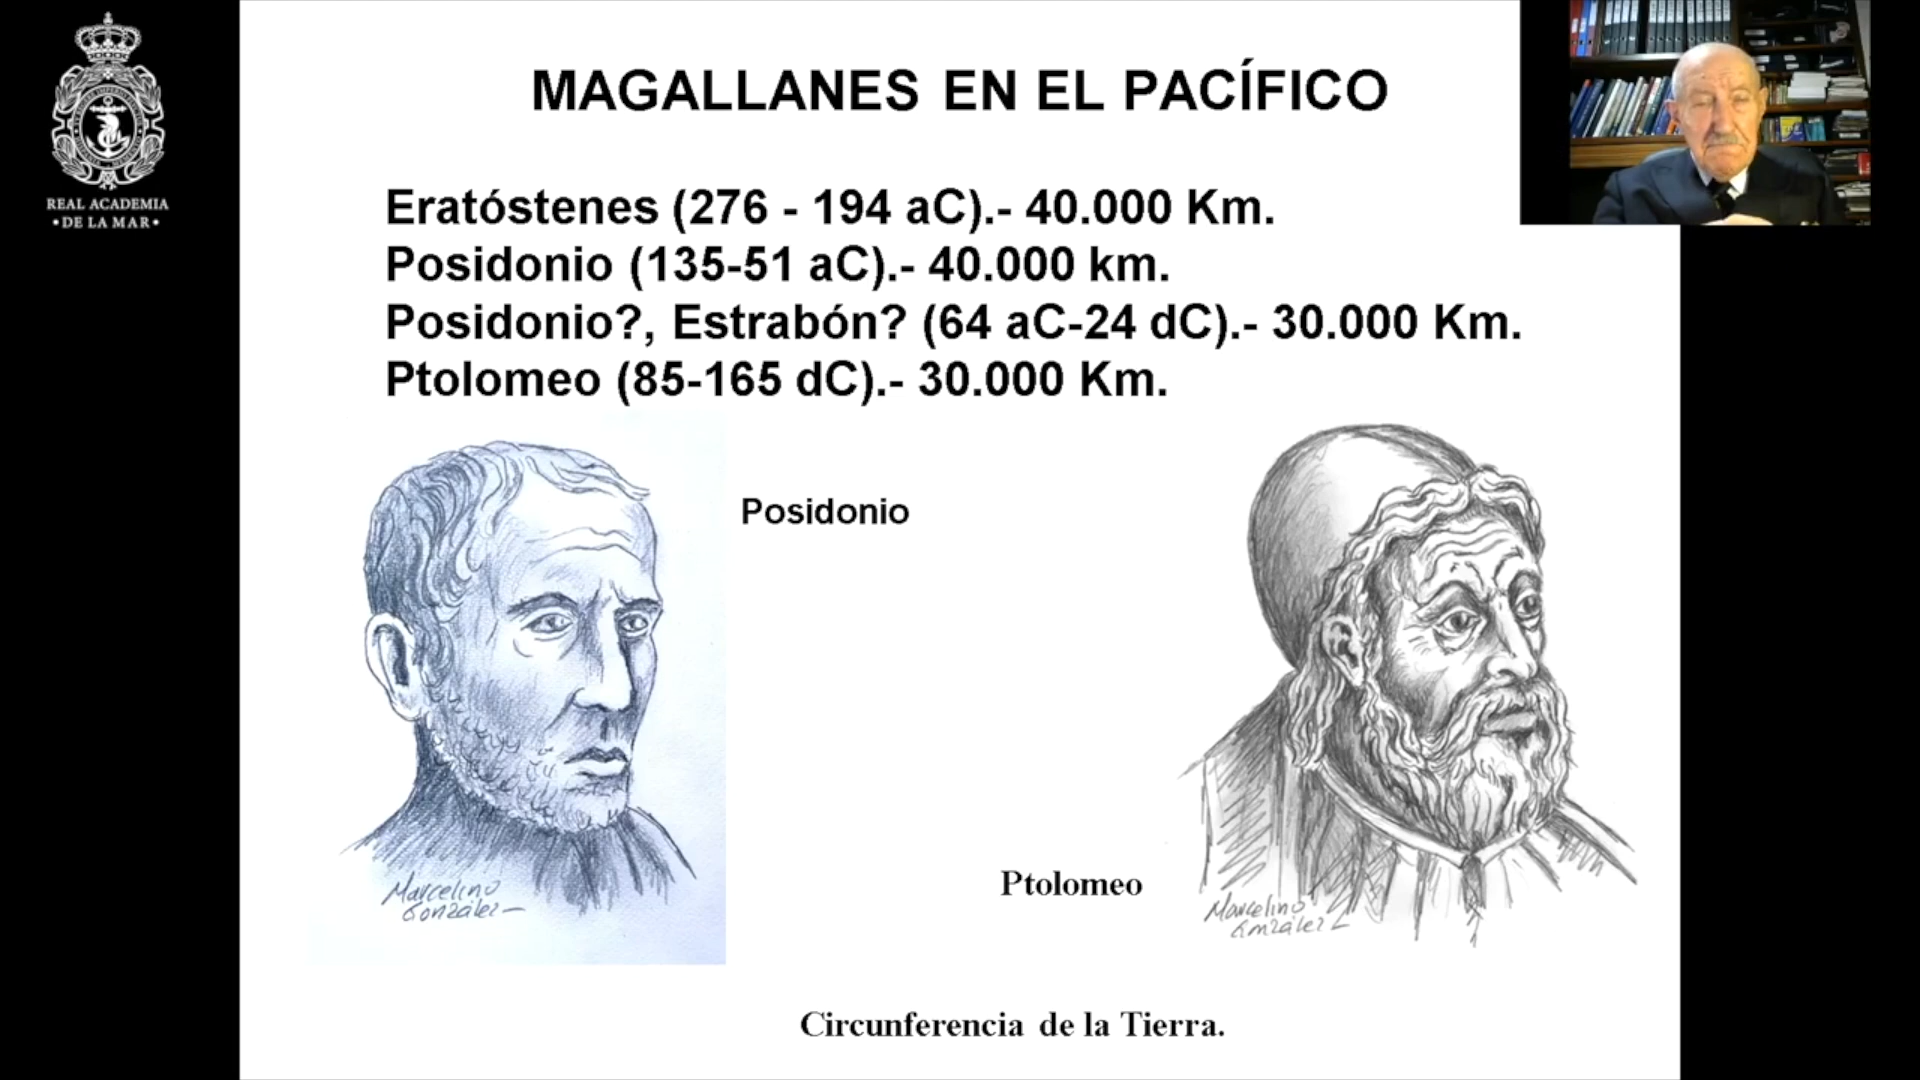 REAL ACADEMIA
•DE LA MAR•
MAGALLANES EN EL PACÍFICO
Eratóstenes (276 - 194 aC).- 40.000 Km.
Posidonio (135-51 aC).- 40.000 km.
Posidonio?, Estrabón? (64 aC-24 dC).- 30.000 Km.
Ptolomeo (85-165 dC).- 30.000 Km.
Posidonio
Marcelino
González
Ptolomeo
Marcelino
González
Circunferencia de la Tierra.